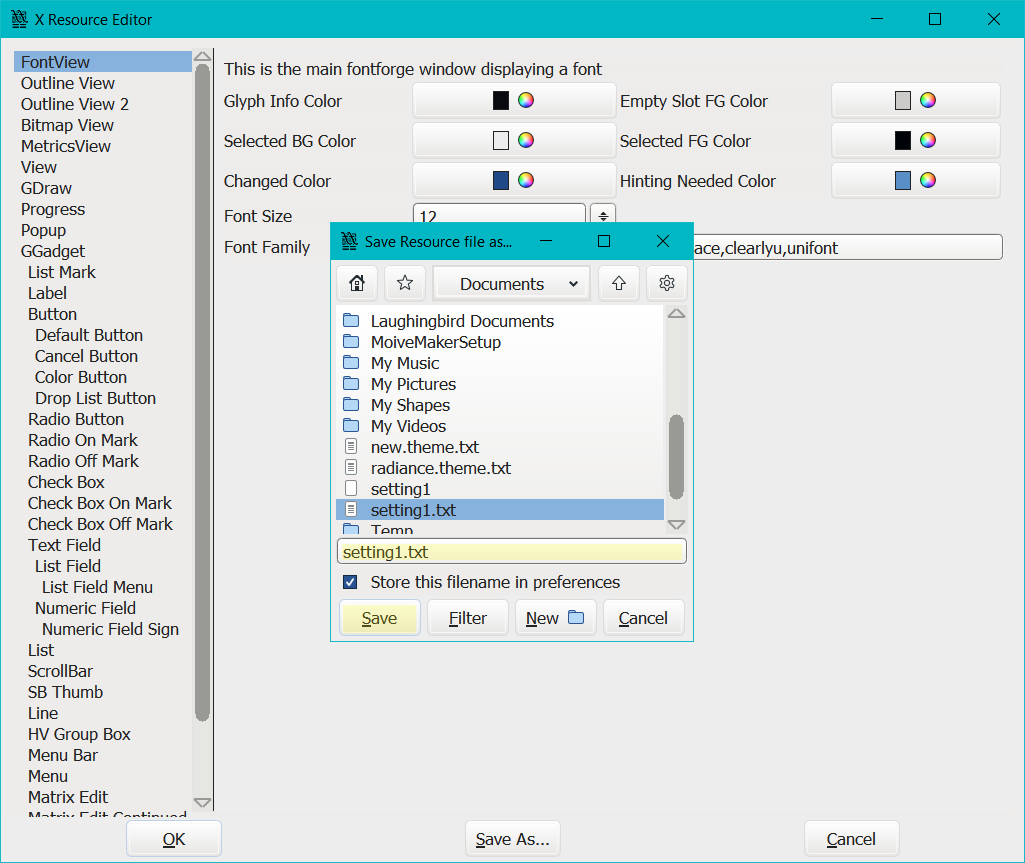 X Resource Editor
FontView
Outline View
Outline View 2
Bitmap View
MetricsView
View
GDraw
Progress
Popup
GGadget
List Mark
Label
Button
Default Button
Cancel Button
Color Button
Drop List Button
Radio Button
Radio On Mark
Radio Off Mark
Check Box
Check Box On Mark
Check Box Off Mark
Text Field
List Field
List Field Menu
Numeric Field
Numeric Field Sign
List
ScrollBar
SB Thumb
Line
HV Group Box
Menu Bar
Menu
Matrix Edit
Matrix Edit Continued
This is the main fontforge window displaying a font
Glyph Info Color
Empty Slot FG Color
Selected BG Color
Selected FG Color
Changed Color
Hinting Needed Color
Font Size
12
Font Family
ace,clearlyu,unifont
Save Resource file as...
Documents
Laughingbird Documents
MoiveMakerSetup
My Music
My Pictures
My Shapes
My Videos
new.theme.txt
radiance.theme.txt
setting1
setting1.txt
Temp
setting1.txt
Store this filename in preferences
Save
Filter
New
Cancel
OK
Save As...
Cancel